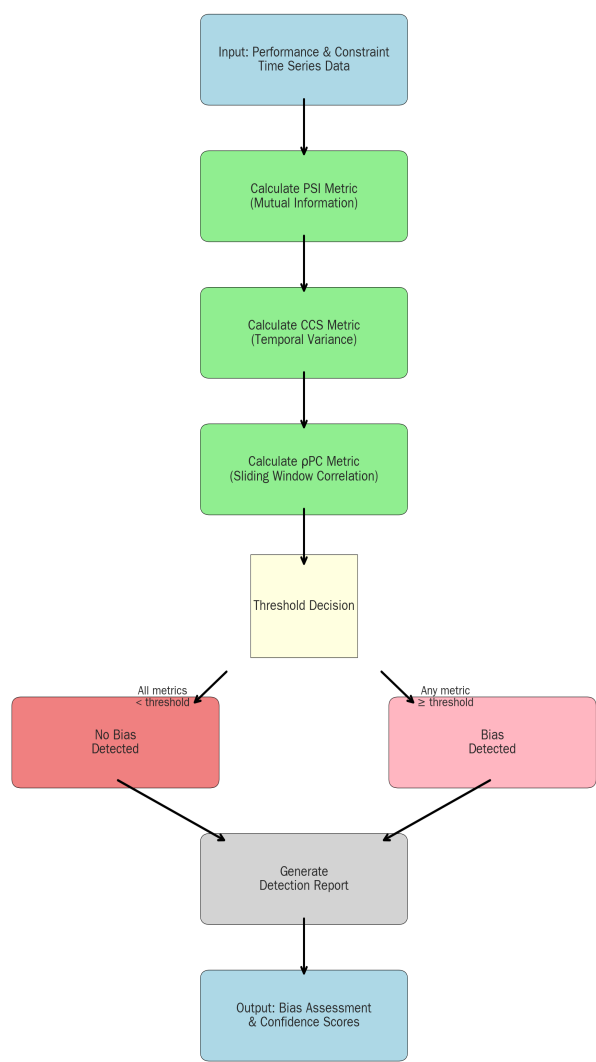 Input: Performance & Constraint
Time Series Data
Calculate PSI Metric
(Mutual Information)
Calculate CCS Metric
(Temporal Variance)
Calculate ρPC Metric
(Sliding Window Correlation)
Threshold Decision
All metrics
< threshold
Any metric
≥ threshold
No Bias
Detected
Bias
Detected
Generate
Detection Report
Output: Bias Assessment
& Confidence Scores